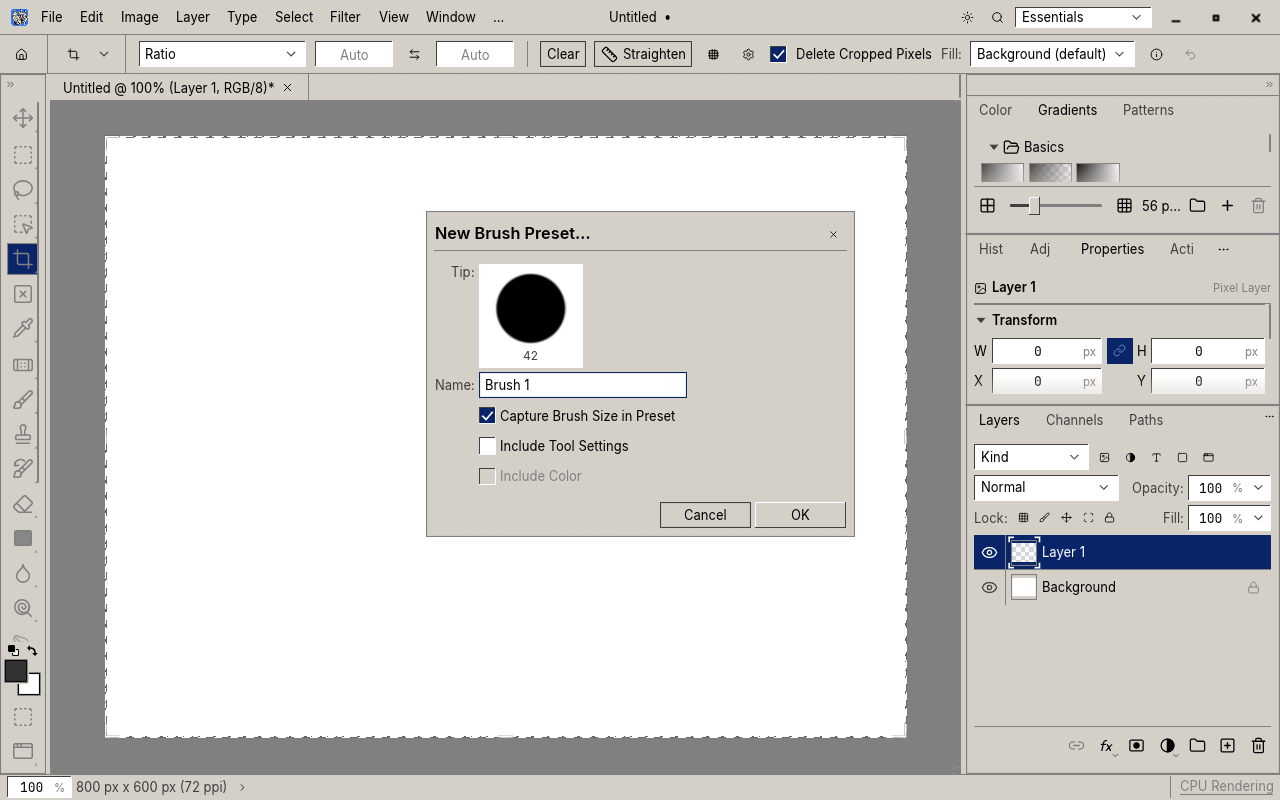 File Edit Image Layer Type Select Filter View Window ... Untitled • Essentials
Ratio Auto Auto Clear Straighten Delete Cropped Pixels Fill: Background (default)
Untitled @ 100% (Layer 1, RGB/8)*
Color Gradients Patterns
Basics
56 p...
Hist Adj Properties Acti
Layer 1 Pixel Layer
Transform
W 0 px H 0 px
X 0 px Y 0 px
Layers Channels Paths
Kind
Normal Opacity: 100 %
Lock: Fill: 100 %
Layer 1
Background
New Brush Preset...
Tip:
42
Name: Brush 1
Capture Brush Size in Preset
Include Tool Settings
Include Color
Cancel OK
100 % 800 px x 600 px (72 ppi) CPU Rendering